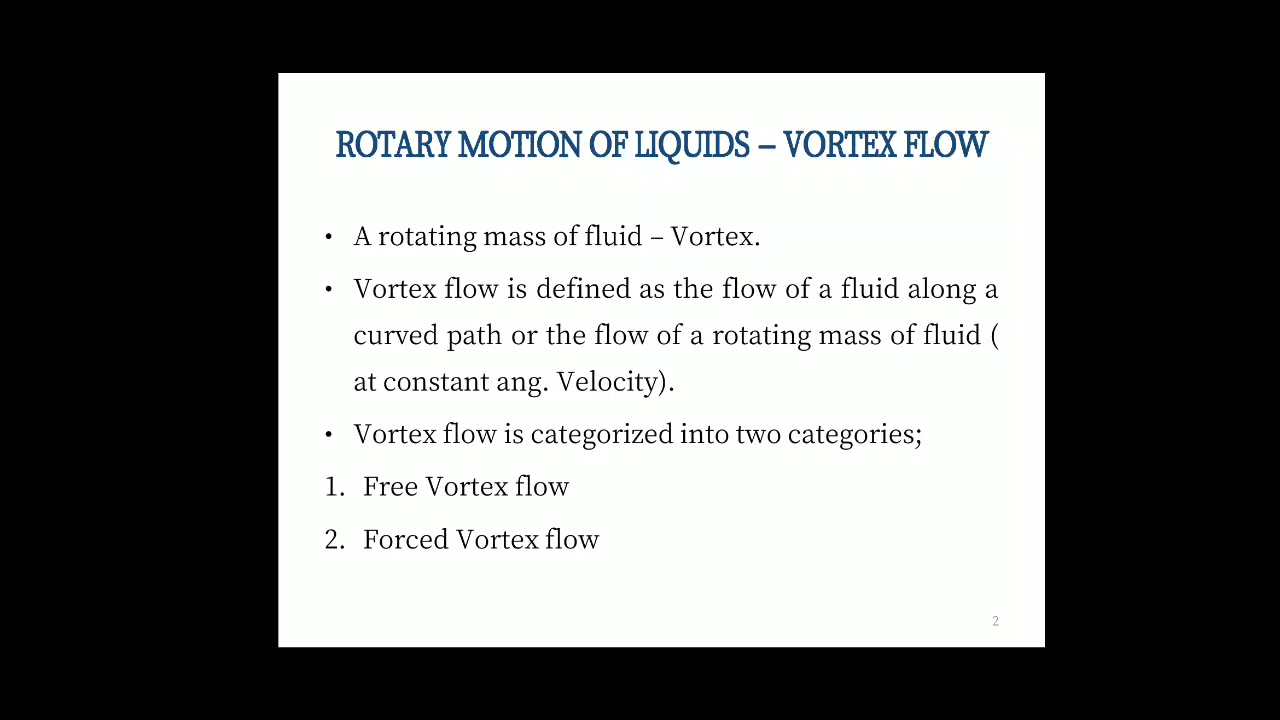 ROTARY MOTION OF LIQUIDS – VORTEX FLOW
• A rotating mass of fluid – Vortex.
• Vortex flow is defined as the flow of a fluid along a
curved path or the flow of a rotating mass of fluid (
at constant ang. Velocity).
• Vortex flow is categorized into two categories;
1. Free Vortex flow
2. Forced Vortex flow
2